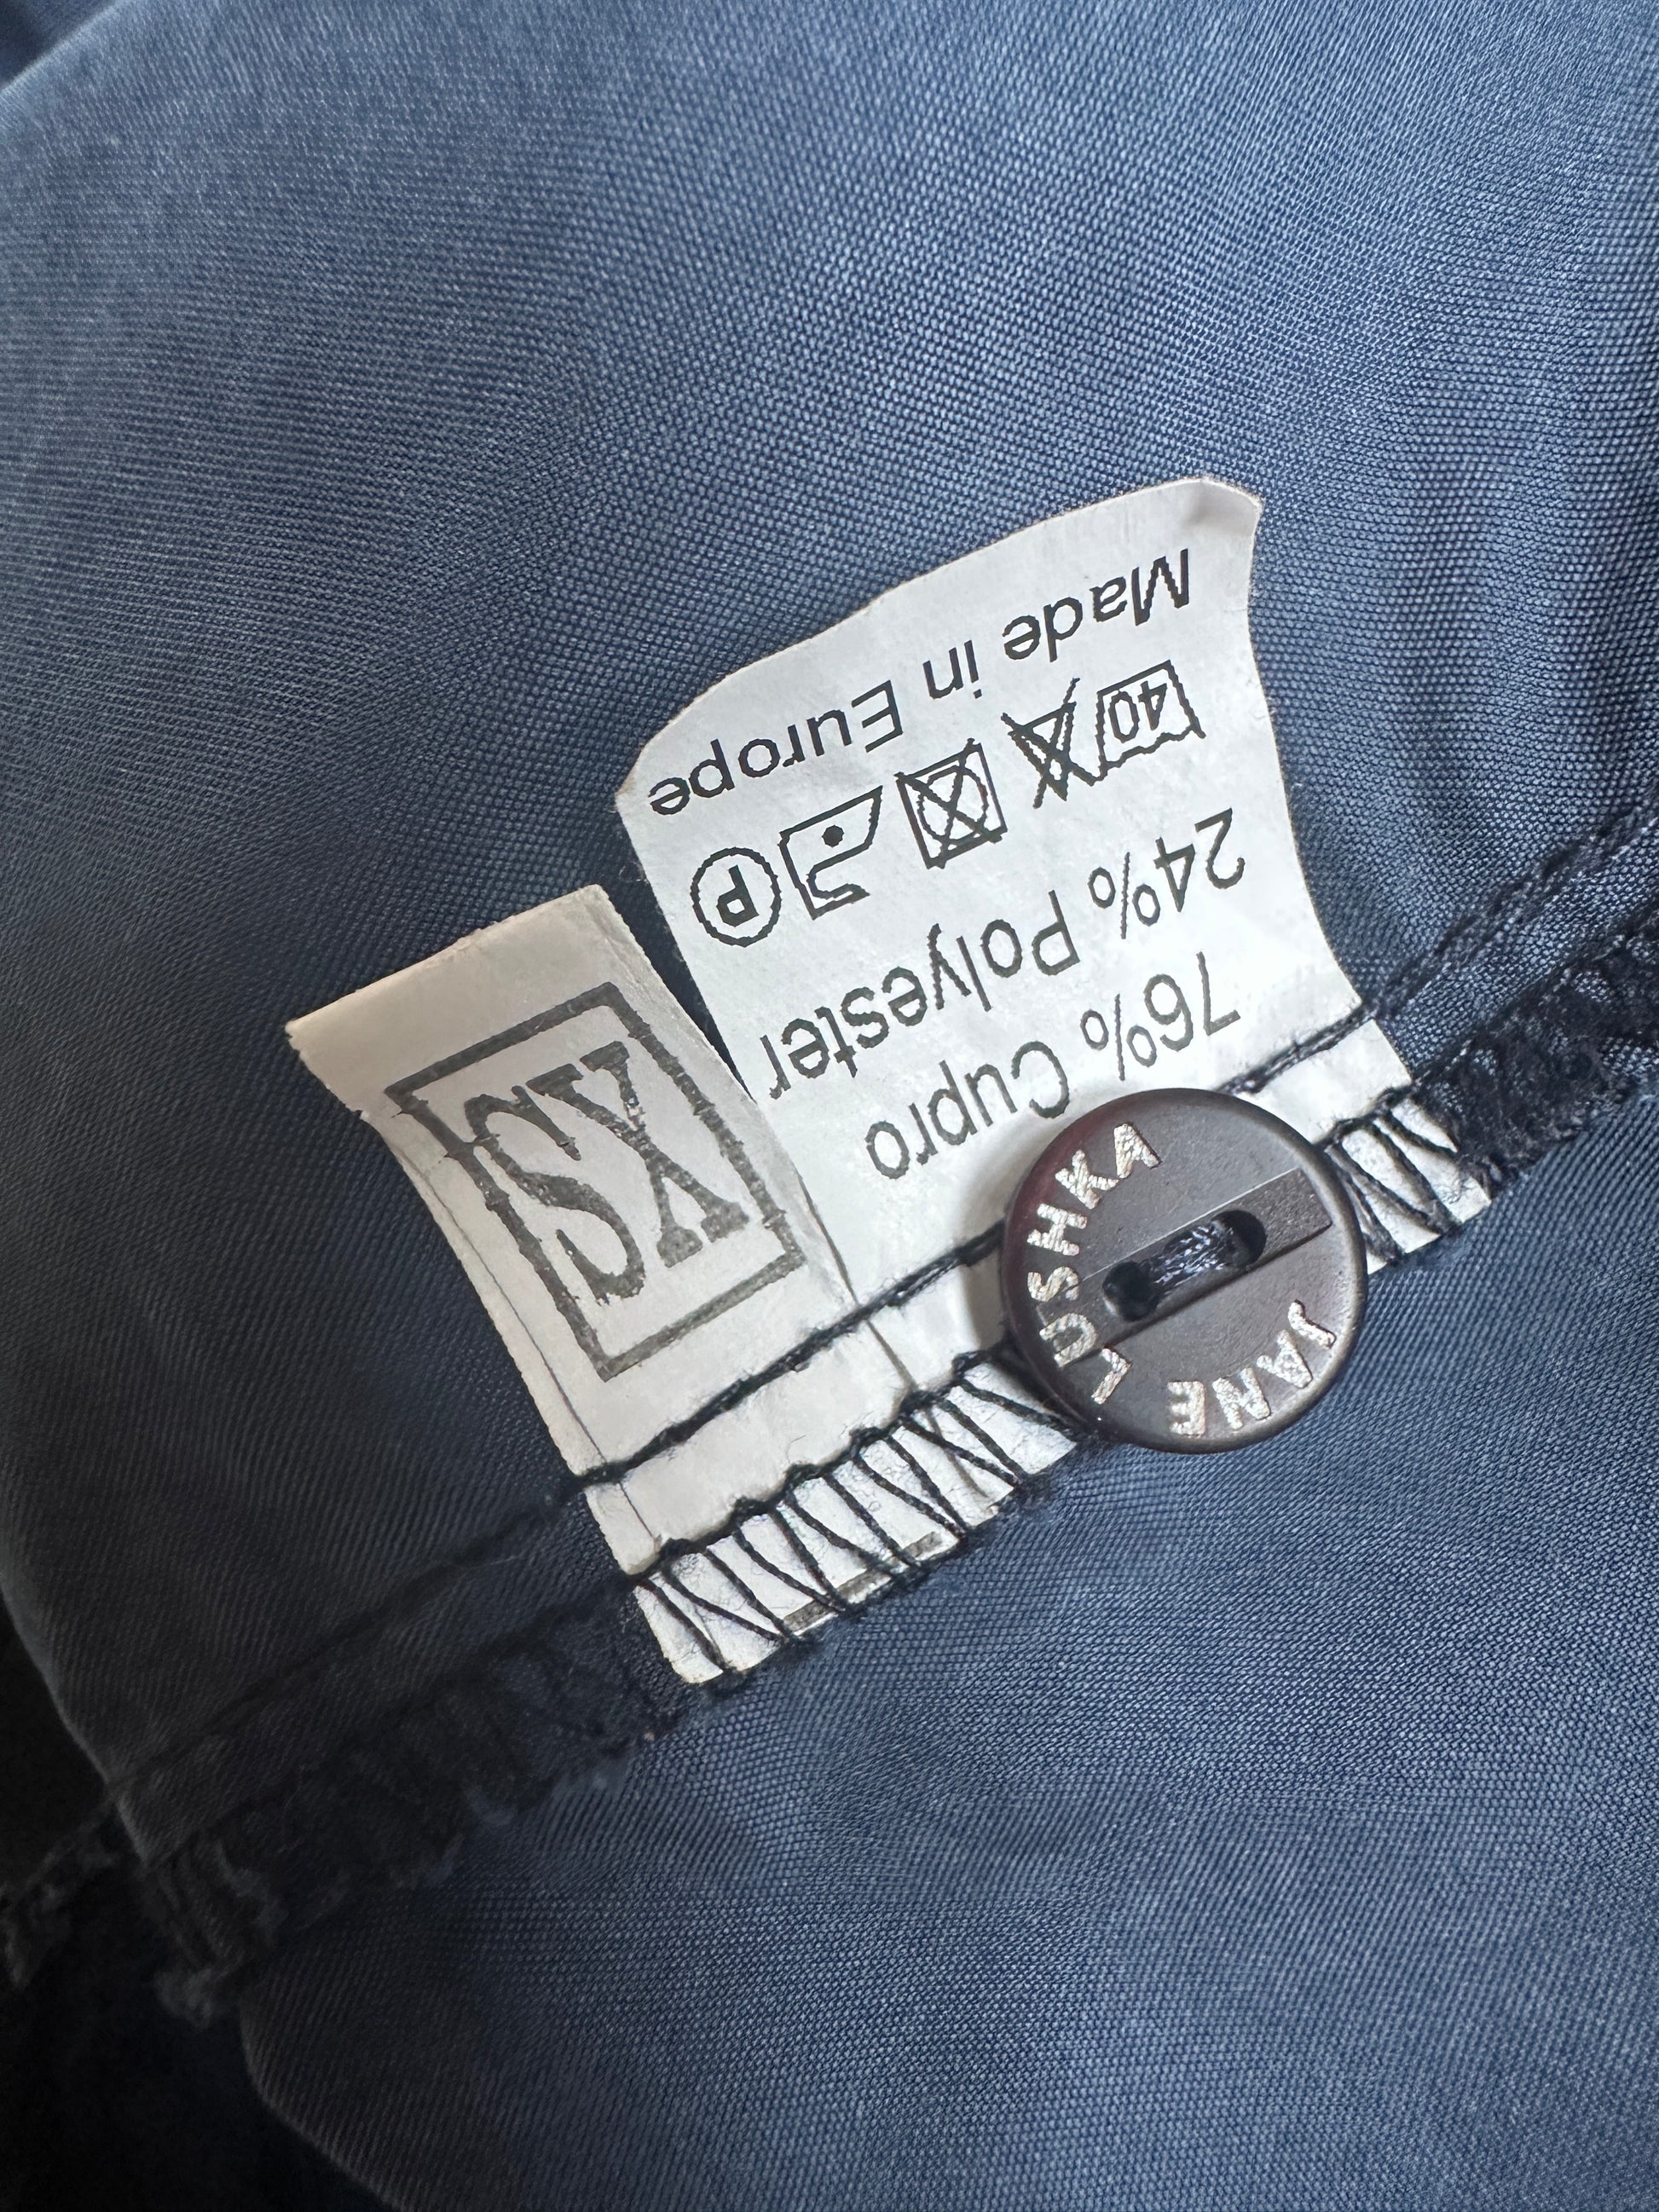 76% Cupro
24% Polyester
40
P
Made in Europe
XS
JANE LUSHKA